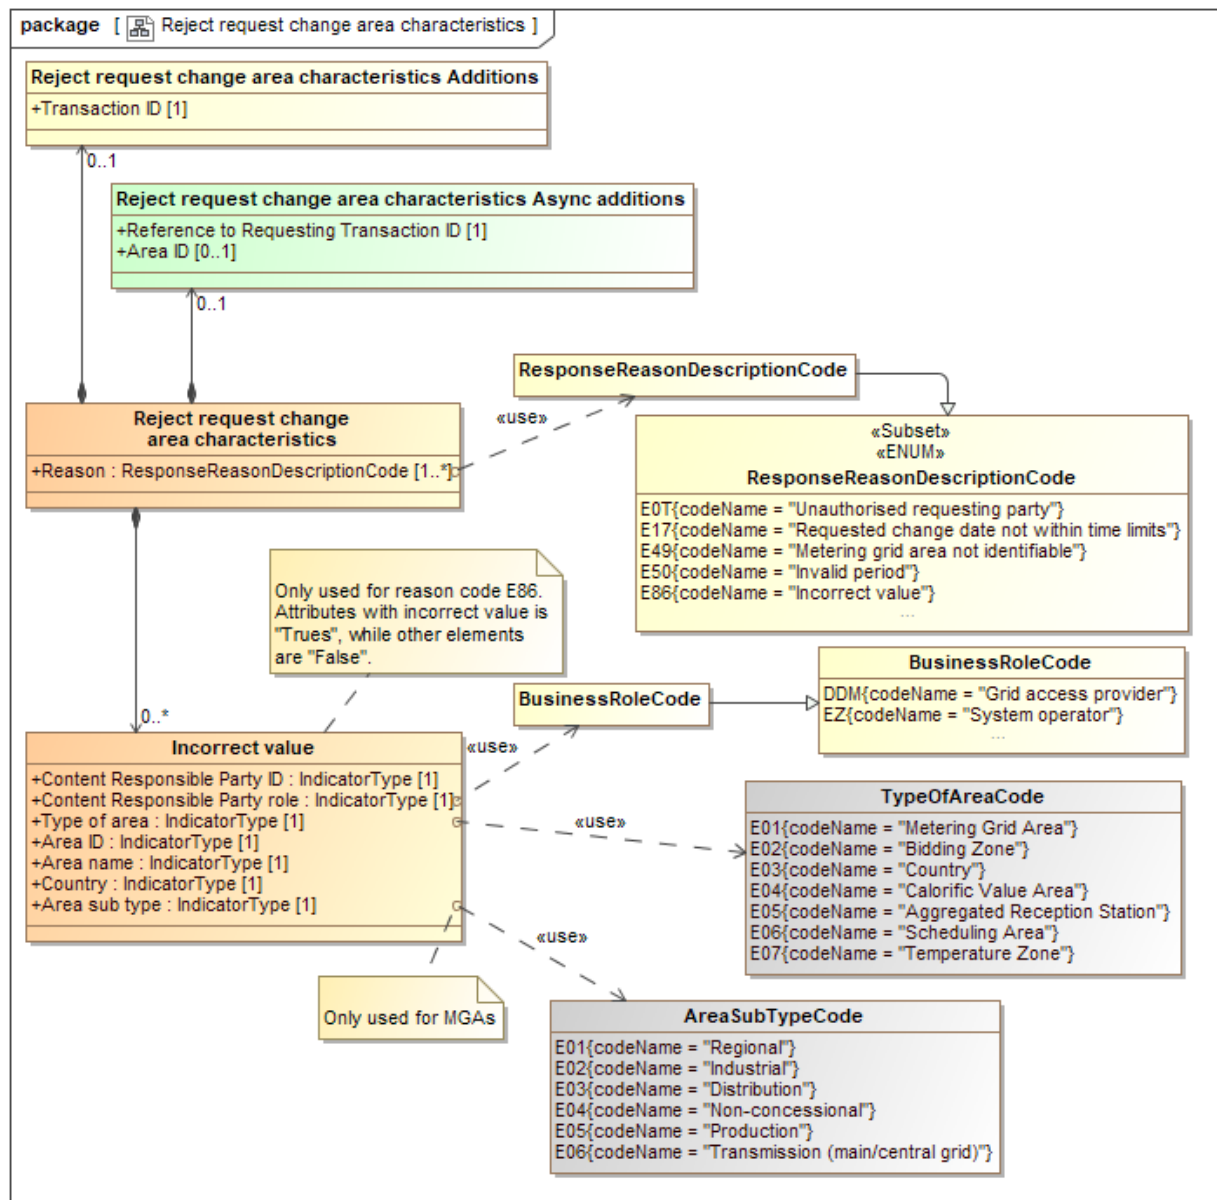 package [ Reject request change area characteristics ]
Reject request change area characteristics Additions
+Transaction ID [1]
0..1
Reject request change area characteristics Async additions
+Reference to Requesting Transaction ID [1]
+Area ID [0..1]
0..1
ResponseReasonDescriptionCode
«use»
Reject request change
area characteristics
+Reason : ResponseReasonDescriptionCode [1..*]
«Subset»
«ENUM»
ResponseReasonDescriptionCode
E0T{codeName = "Unauthorised requesting party"}
E17{codeName = "Requested change date not within time limits"}
E49{codeName = "Metering grid area not identifiable"}
E50{codeName = "Invalid period"}
E86{codeName = "Incorrect value"}
...
Only used for reason code E86.
Attributes with incorrect value is
"Trues", while other elements
are "False".
BusinessRoleCode
BusinessRoleCode
DDM{codeName = "Grid access provider"}
EZ{codeName = "System operator"}
...
0..*
«use»
Incorrect value
+Content Responsible Party ID : IndicatorType [1]
+Content Responsible Party role : IndicatorType [1]
+Type of area : IndicatorType [1]
+Area ID : IndicatorType [1]
+Area name : IndicatorType [1]
+Country : IndicatorType [1]
+Area sub type : IndicatorType [1]
«use»
TypeOfAreaCode
E01{codeName = "Metering Grid Area"}
E02{codeName = "Bidding Zone"}
E03{codeName = "Country"}
E04{codeName = "Calorific Value Area"}
E05{codeName = "Aggregated Reception Station"}
E06{codeName = "Scheduling Area"}
E07{codeName = "Temperature Zone"}
«use»
Only used for MGAs
AreaSubTypeCode
E01{codeName = "Regional"}
E02{codeName = "Industrial"}
E03{codeName = "Distribution"}
E04{codeName = "Non-concessional"}
E05{codeName = "Production"}
E06{codeName = "Transmission (main/central grid)"}